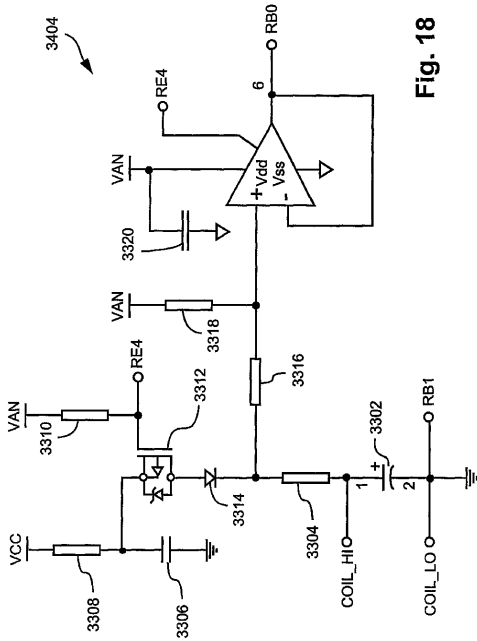 3404
VCC
3308
3306
VAN
3310
RE4
3312
3314
VAN
3318
3316
3304
COIL_HI
1
+
3302
2
COIL_LO
RB1
VAN
3320
RE4
+
Vdd
Vss
-
6
RB0
Fig. 18